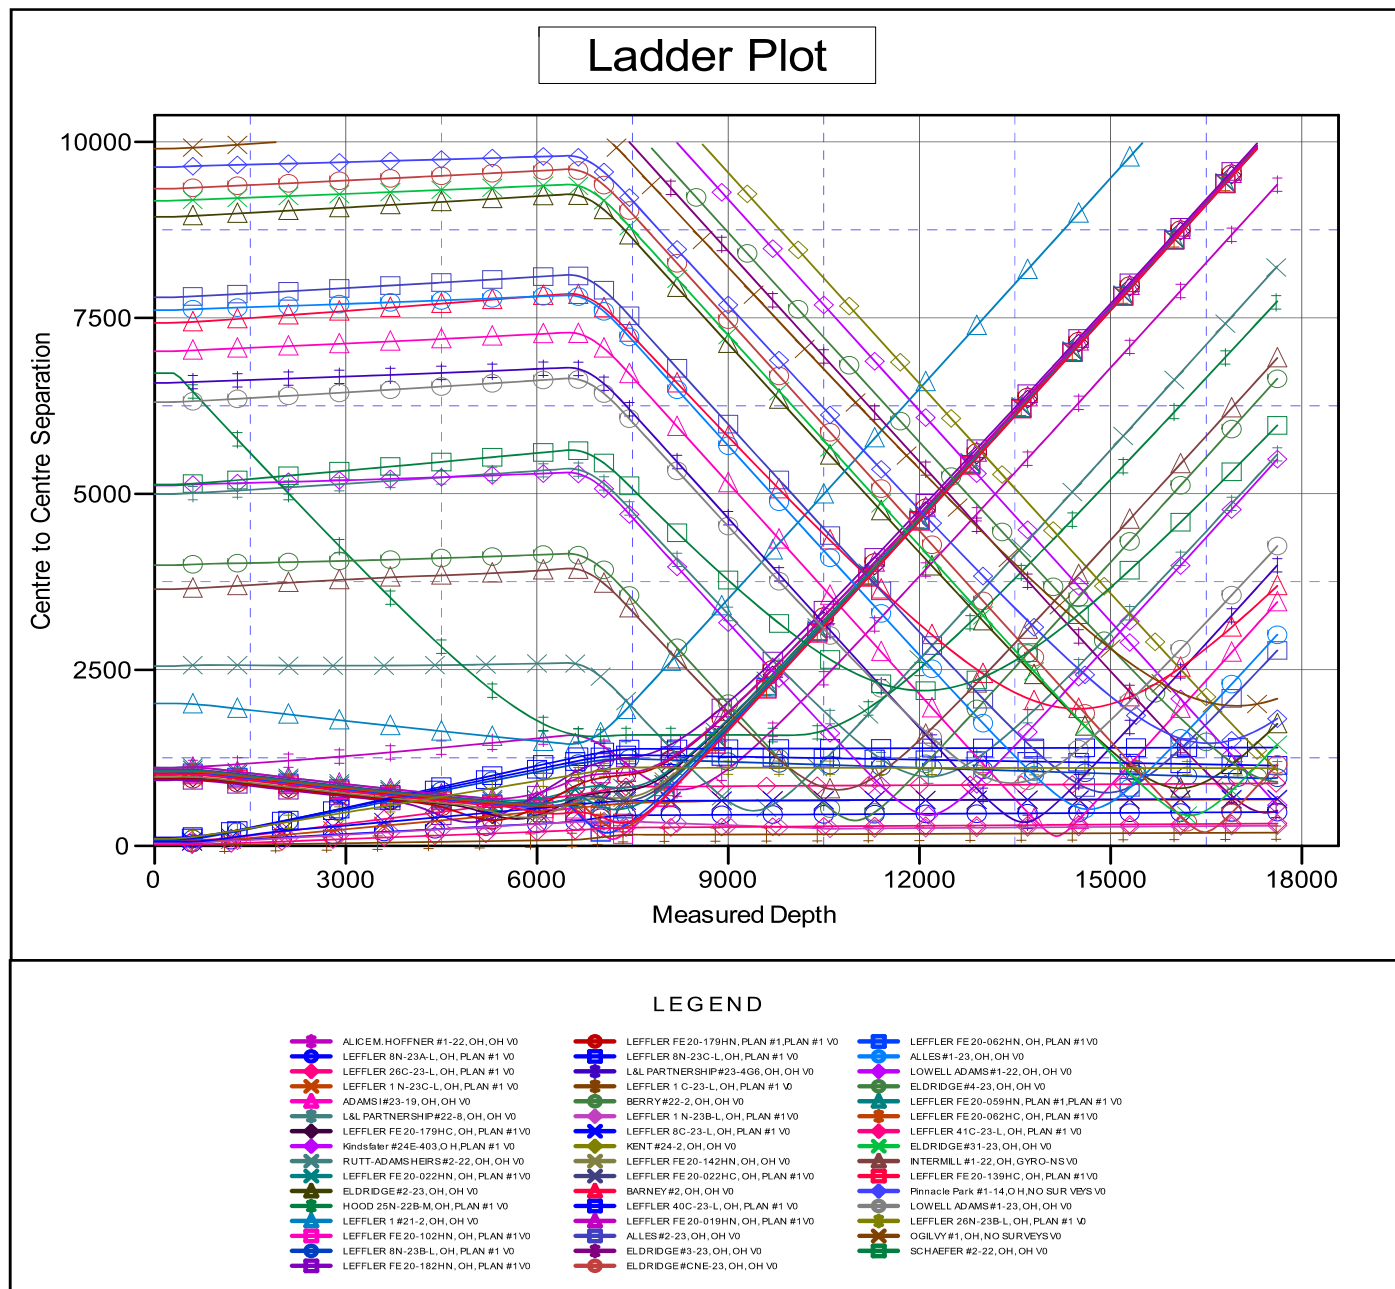 Ladder Plot
10000
7500
5000
2500
0
Centre to Centre Separation
0 3000 6000 9000 12000 15000 18000
Measured Depth
LEGEND
ALICE M. HOFFNER #1-22, OH, OH V0
LEFFLER 8N-23A-L, OH, PLAN #1 V0
LEFFLER 26C-23-L, OH, PLAN #1 V0
LEFFLER 1N-23C-L, OH, PLAN #1 V0
ADAMS I #23-19, OH, OH V0
L&L PARTNERSHIP #22-8, OH, OH V0
LEFFLER FE 20-179HC, OH, PLAN #1 V0
Kindsfater #24E-403, OH, PLAN #1 V0
RUTT-ADAMS HEIRS #2-22, OH, OH V0
LEFFLER FE 20-022HN, OH, PLAN #1 V0
ELDRIDGE #2-23, OH, OH V0
HOOD 25N-22B-M, OH, PLAN #1 V0
LEFFLER 1 #21-2, OH, OH V0
LEFFLER FE 20-102HN, OH, PLAN #1 V0
LEFFLER 8N-23B-L, OH, PLAN #1 V0
LEFFLER FE 20-182HN, OH, PLAN #1 V0
LEFFLER FE 20-179HN, PLAN #1, PLAN #1 V0
LEFFLER 8N-23C-L, OH, PLAN #1 V0
L&L PARTNERSHIP #23-4G6, OH, OH V0
LEFFLER 1C-23-L, OH, PLAN #1 V0
BERRY #22-2, OH, OH V0
LEFFLER 1N-23B-L, OH, PLAN #1 V0
LEFFLER 8C-23-L, OH, PLAN #1 V0
KENT #24-2, OH, OH V0
LEFFLER FE 20-142HN, OH, OH V0
LEFFLER FE 20-022HC, OH, PLAN #1 V0
BARNEY #2, OH, OH V0
LEFFLER 40C-23-L, OH, PLAN #1 V0
LEFFLER FE 20-019HN, OH, PLAN #1 V0
ALLES #2-23, OH, OH V0
ELDRIDGE #3-23, OH, OH V0
ELDRIDGE #CNE-23, OH, OH V0
LEFFLER FE 20-062HN, OH, PLAN #1 V0
ALLES #1-23, OH, OH V0
LOWELL ADAMS #1-22, OH, OH V0
ELDRIDGE #4-23, OH, OH V0
LEFFLER FE 20-059HN, PLAN #1, PLAN #1 V0
LEFFLER FE 20-062HC, OH, PLAN #1 V0
LEFFLER 41C-23-L, OH, PLAN #1 V0
ELDRIDGE #31-23, OH, OH V0
INTERMILL #1-22, OH, GYRO-NS V0
LEFFLER FE 20-139HC, OH, PLAN #1 V0
Pinnacle Park #1-14, OH, NO SURVEYS V0
LOWELL ADAMS #1-23, OH, OH V0
LEFFLER 26N-23B-L, OH, PLAN #1 V0
OGILVY #1, OH, NO SURVEYS V0
SCHAEFER #2-22, OH, OH V0